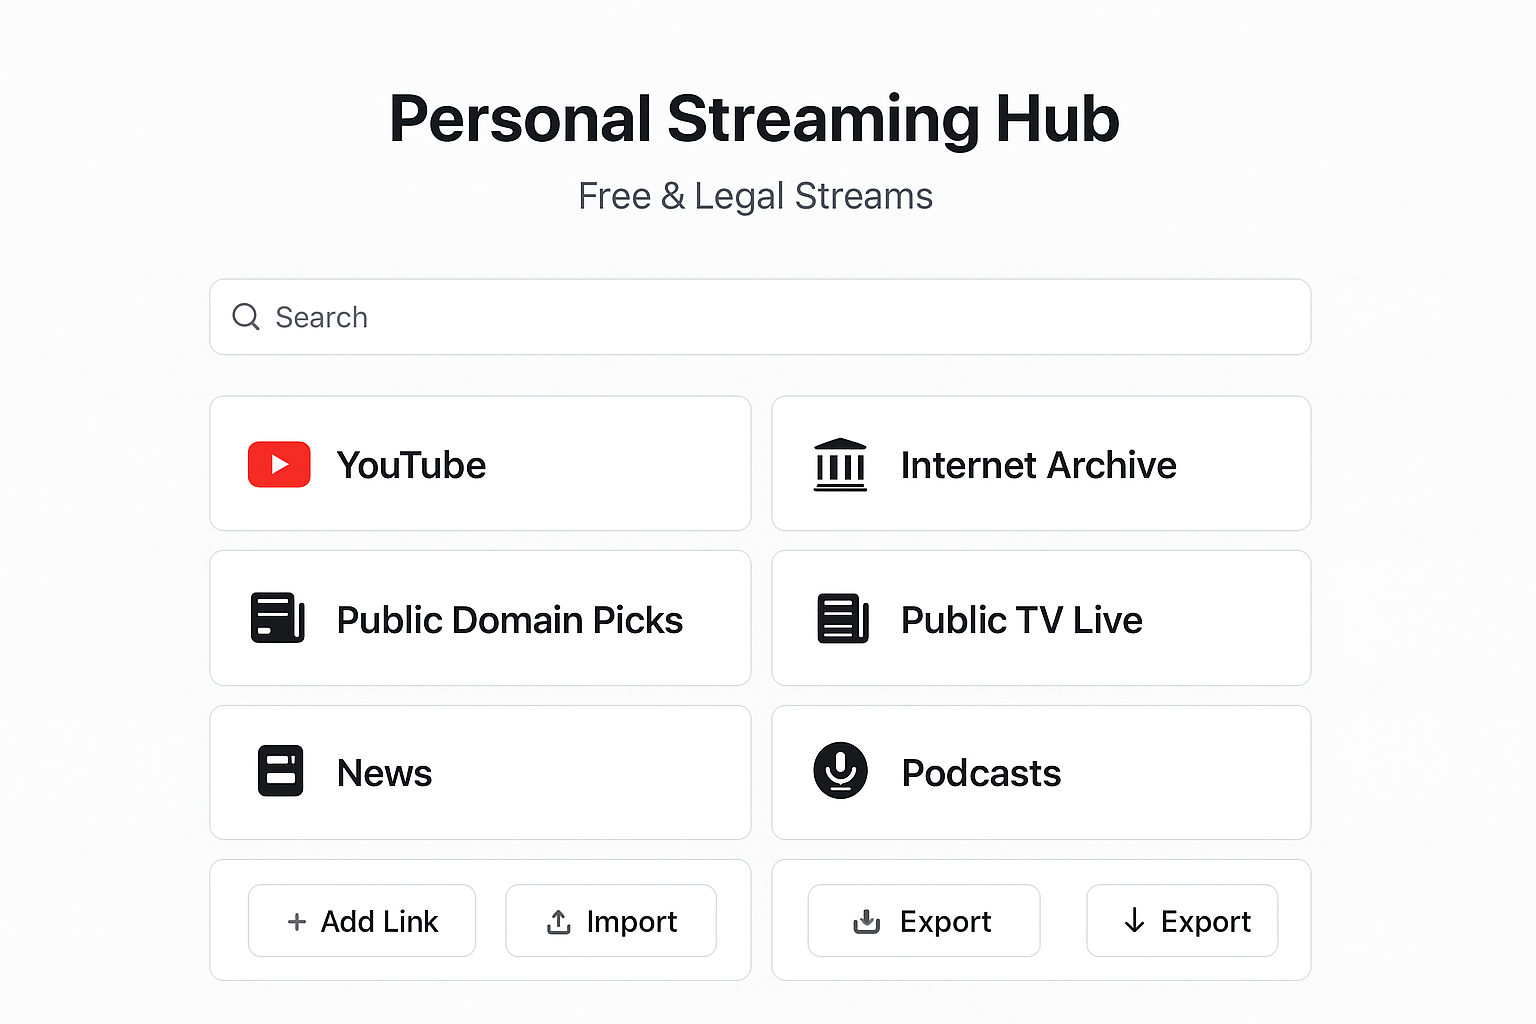 Personal Streaming Hub
Free & Legal Streams
Search
YouTube
Internet Archive
Public Domain Picks
Public TV Live
News
Podcasts
+ Add Link
Import
Export
↓ Export